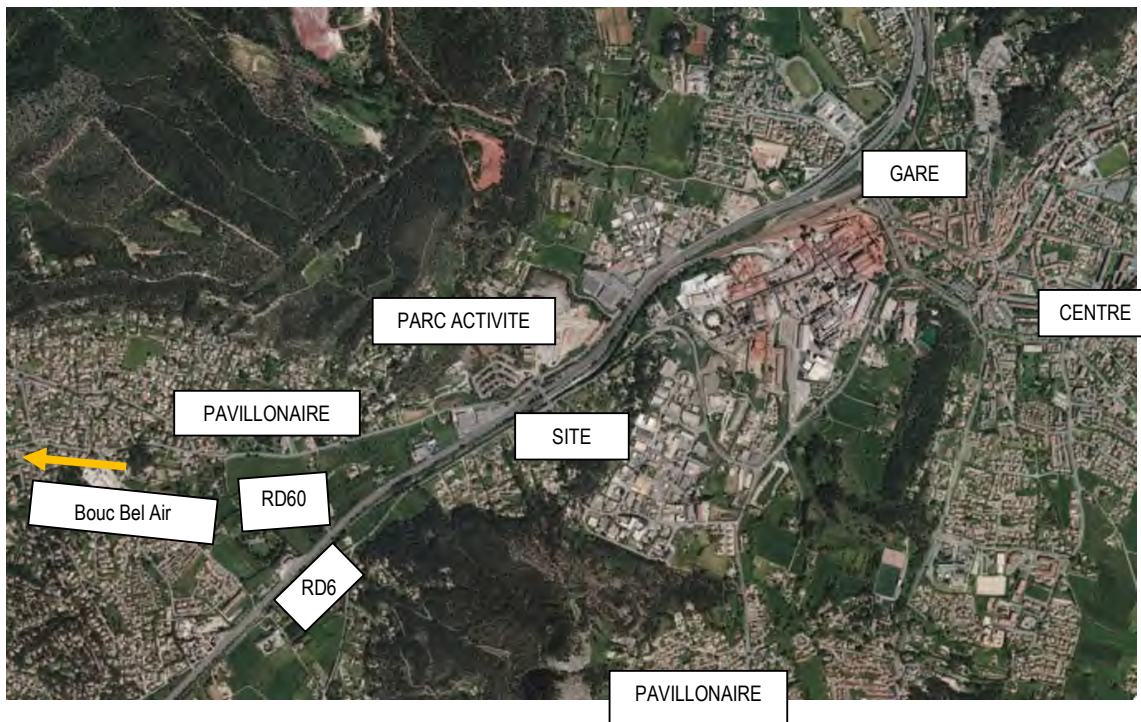 GARE
CENTRE
PARC ACTIVITE
PAVILLONAIRE
SITE
Bouc Bel Air
RD60
RD6
PAVILLONAIRE